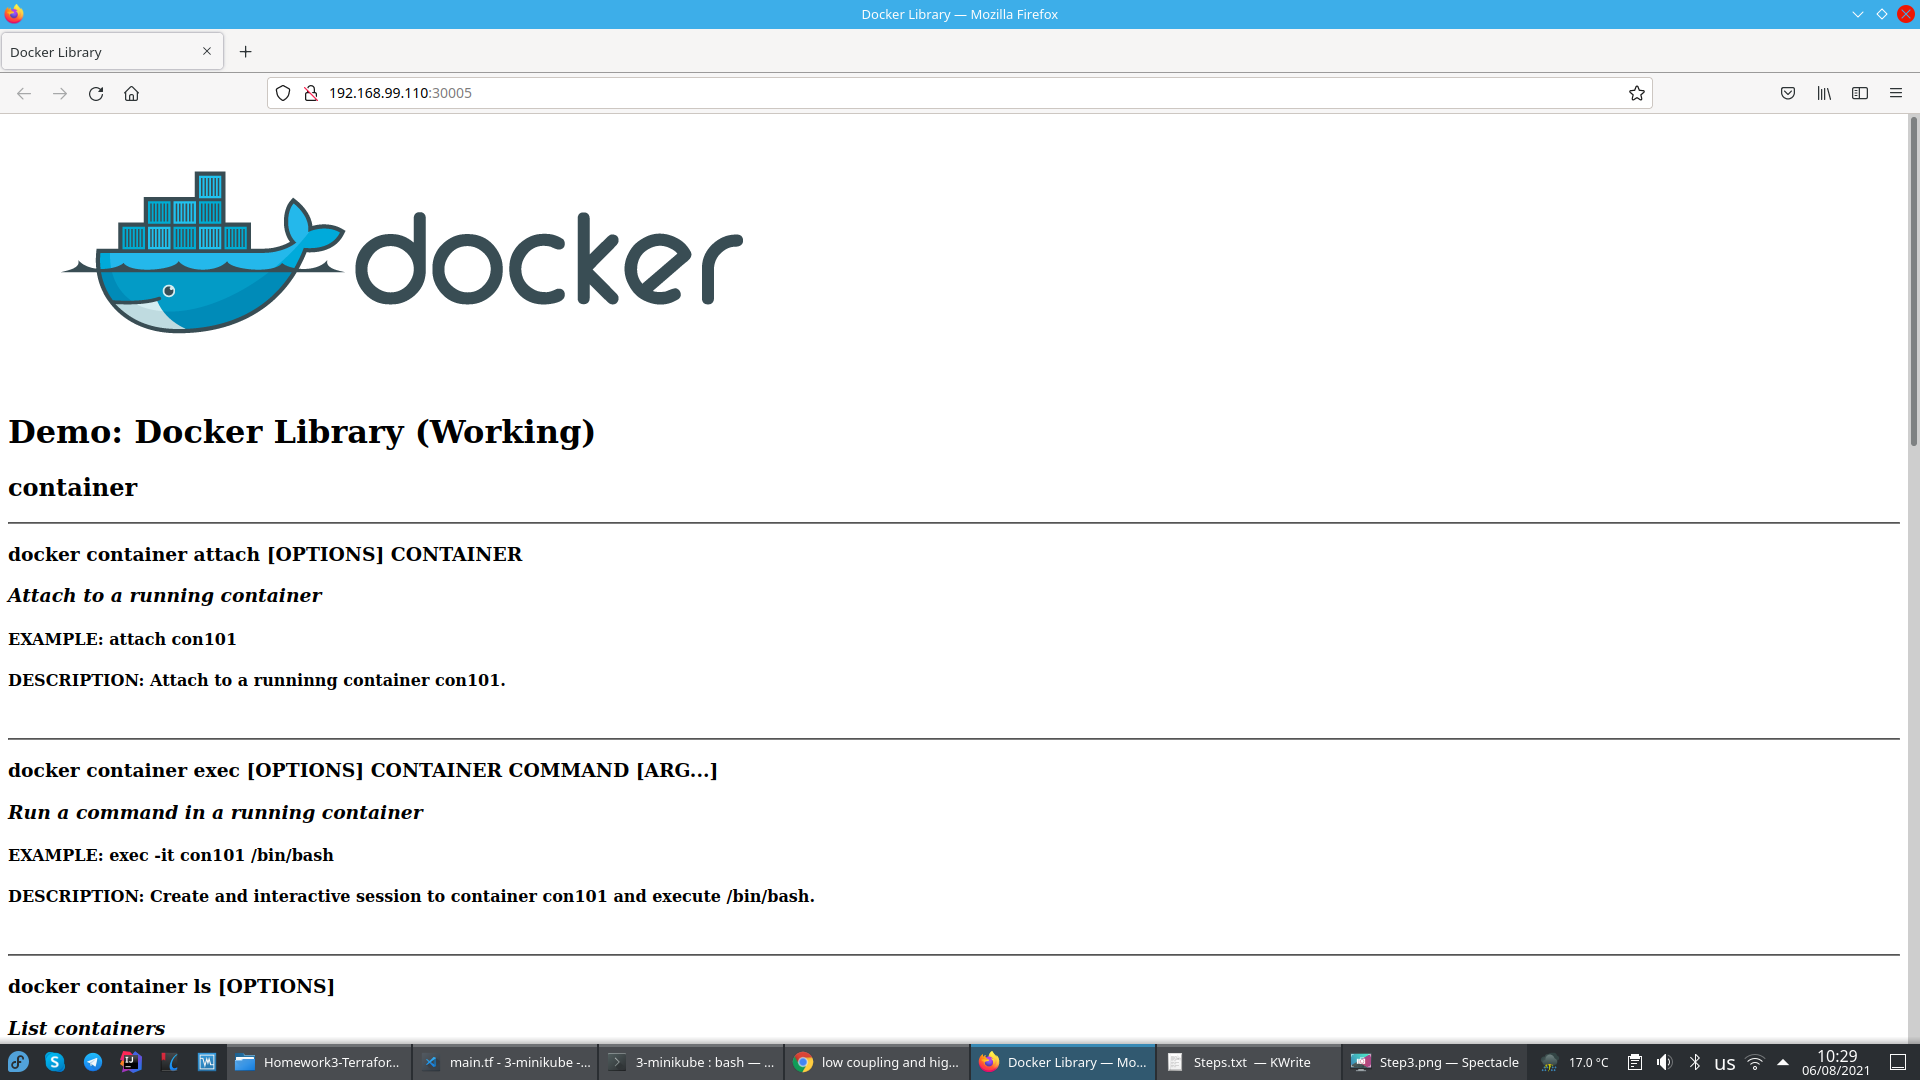 Docker Library — Mozilla Firefox
Docker Library
192.168.99.110:30005
docker
Demo: Docker Library (Working)
container
docker container attach [OPTIONS] CONTAINER
Attach to a running container
EXAMPLE: attach con101
DESCRIPTION: Attach to a runninng container con101.
docker container exec [OPTIONS] CONTAINER COMMAND [ARG...]
Run a command in a running container
EXAMPLE: exec -it con101 /bin/bash
DESCRIPTION: Create and interactive session to container con101 and execute /bin/bash.
docker container ls [OPTIONS]
List containers
Homework3-Terrafor...
main.tf - 3-minikube -...
3-minikube : bash — ...
low coupling and hig...
Docker Library — Mo...
Steps.txt — KWrite
Step3.png — Spectacle
17.0 °C
us
10:29
06/08/2021